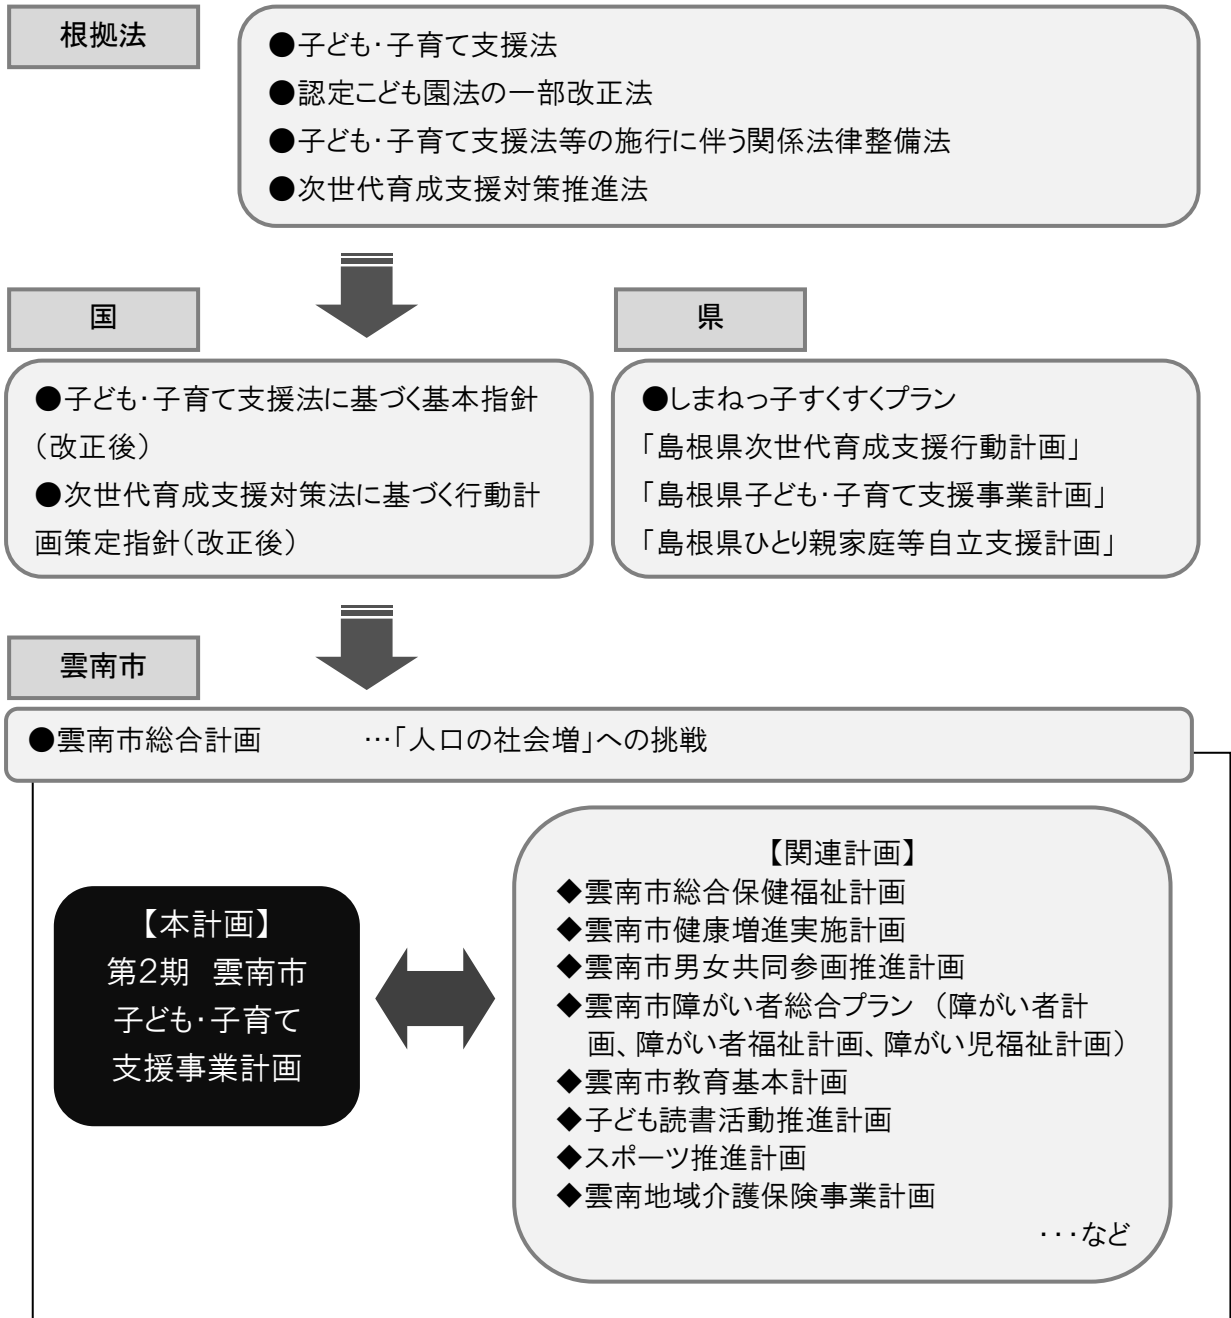 根拠法
●子ども・子育て支援法
●認定こども園法の一部改正法
●子ども・子育て支援法等の施行に伴う関係法律整備法
●次世代育成支援対策推進法
国
●子ども・子育て支援法に基づく基本指針
（改正後）
●次世代育成支援対策法に基づく行動計
画策定指針（改正後）
県
●しまねっ子すくすくプラン
「島根県次世代育成支援行動計画」
「島根県子ども・子育て支援事業計画」
「島根県ひとり親家庭等自立支援計画」
雲南市
●雲南市総合計画　　　…「人口の社会増」への挑戦
【本計画】
第2期　雲南市
子ども・子育て
支援事業計画
【関連計画】
◆雲南市総合保健福祉計画
◆雲南市健康増進実施計画
◆雲南市男女共同参画推進計画
◆雲南市障がい者総合プラン　（障がい者計
画、障がい者福祉計画、障がい児福祉計画）
◆雲南市教育基本計画
◆子ども読書活動推進計画
◆スポーツ推進計画
◆雲南地域介護保険事業計画
・・・など